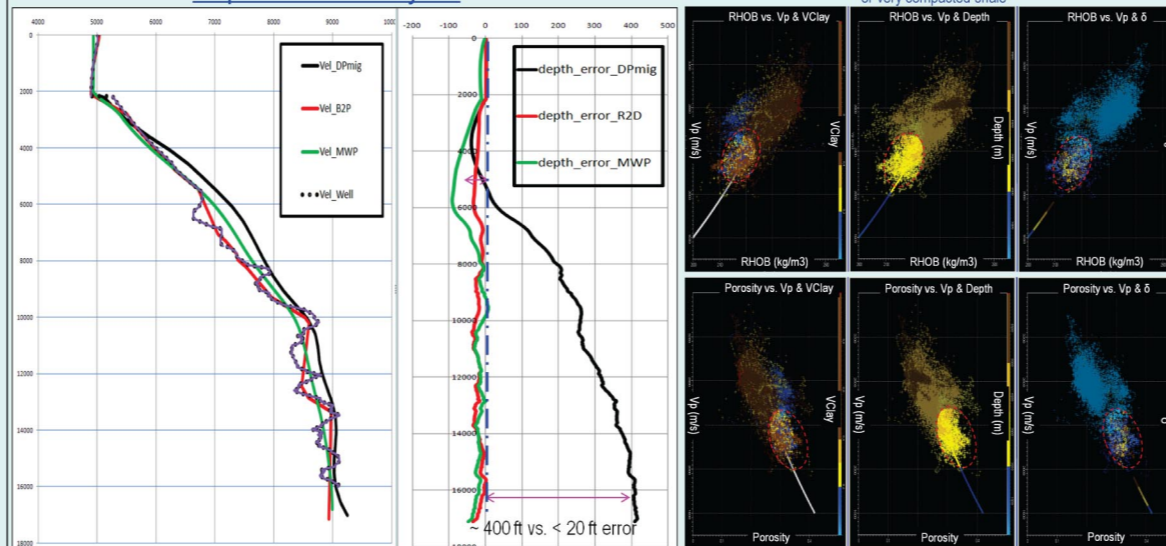 or very compacted shale
4000 5000 6000 7000 8000 9000 10000
0
2000
4000
6000
8000
10000
12000
14000
16000
18000
Vel_DPmig
Vel_B2P
Vel_MWP
Vel_Well
-200 -100 0 100 200 300 400 500
0
2000
4000
6000
8000
10000
12000
14000
16000
depth_error_DPmig
depth_error_R2D
depth_error_MWP
~ 400 ft vs. < 20 ft error
RHOB vs. Vp & VClay
Vp (m/s)
VClay
RHOB (kg/m3)
RHOB vs. Vp & Depth
Vp (m/s)
Depth (m)
RHOB (kg/m3)
RHOB vs. Vp & δ
Vp (m/s)
δ
RHOB (kg/m3)
Porosity vs. Vp & VClay
Vp (m/s)
VClay
Porosity
Porosity vs. Vp & Depth
Vp (m/s)
Depth (m)
Porosity
Porosity vs. Vp & δ
Vp (m/s)
δ
Porosity